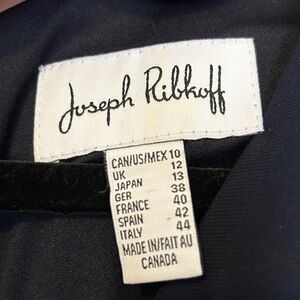 Joseph Ribkoff
CAN/US/MEX 10
UK 12
JAPAN 13
GER 38
FRANCE 40
SPAIN 42
ITALY 44
MADE IN/FAIT AU
CANADA